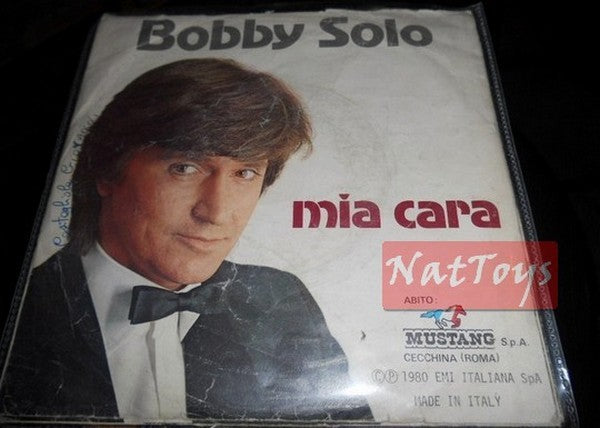 Bobby Solo
mia cara
NatToys
ABITO:
MUSTANG S.p.A.
CECCHINA (ROMA)
© ℗ 1980 EMI ITALIANA SpA
MADE IN ITALY